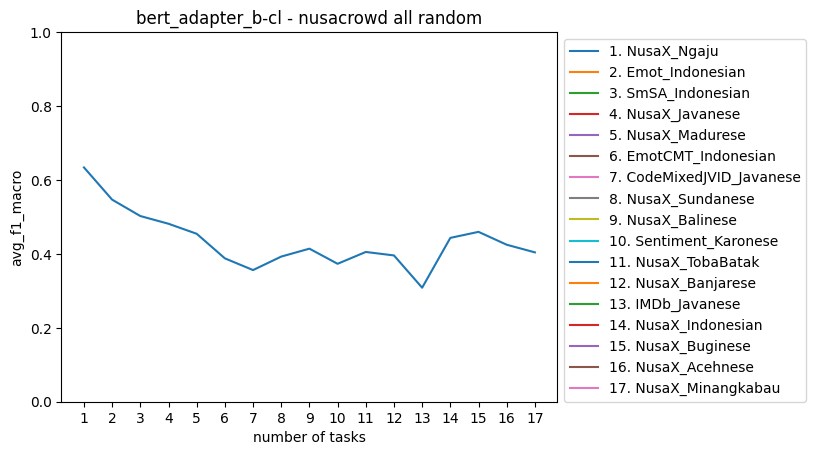 bert_adapter_b-cl - nusacrowd all random
avg_f1_macro
1.0
0.8
0.6
0.4
0.2
0.0
1 2 3 4 5 6 7 8 9 10 11 12 13 14 15 16 17
number of tasks
1. NusaX_Ngaju
2. Emot_Indonesian
3. SmSA_Indonesian
4. NusaX_Javanese
5. NusaX_Madurese
6. EmotCMT_Indonesian
7. CodeMixedJVID_Javanese
8. NusaX_Sundanese
9. NusaX_Balinese
10. Sentiment_Karonese
11. NusaX_TobaBatak
12. NusaX_Banjarese
13. IMDb_Javanese
14. NusaX_Indonesian
15. NusaX_Buginese
16. NusaX_Acehnese
17. NusaX_Minangkabau